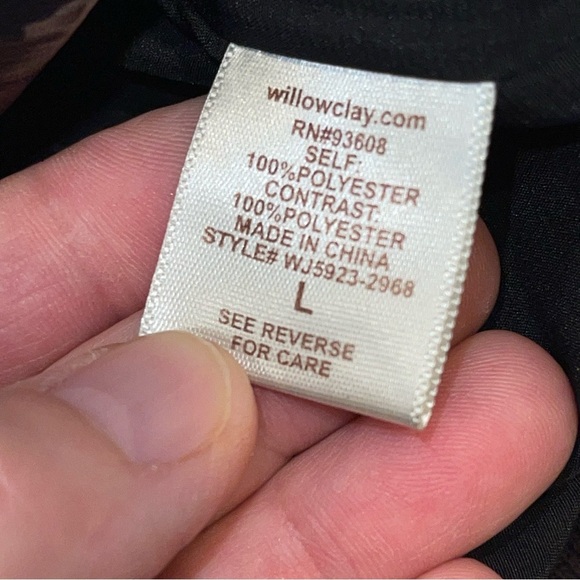 willowclay.com
RN#93608
SELF:
100%POLYESTER
CONTRAST:
100%POLYESTER
MADE IN CHINA
STYLE# WJ5923-2968
L
SEE REVERSE
FOR CARE